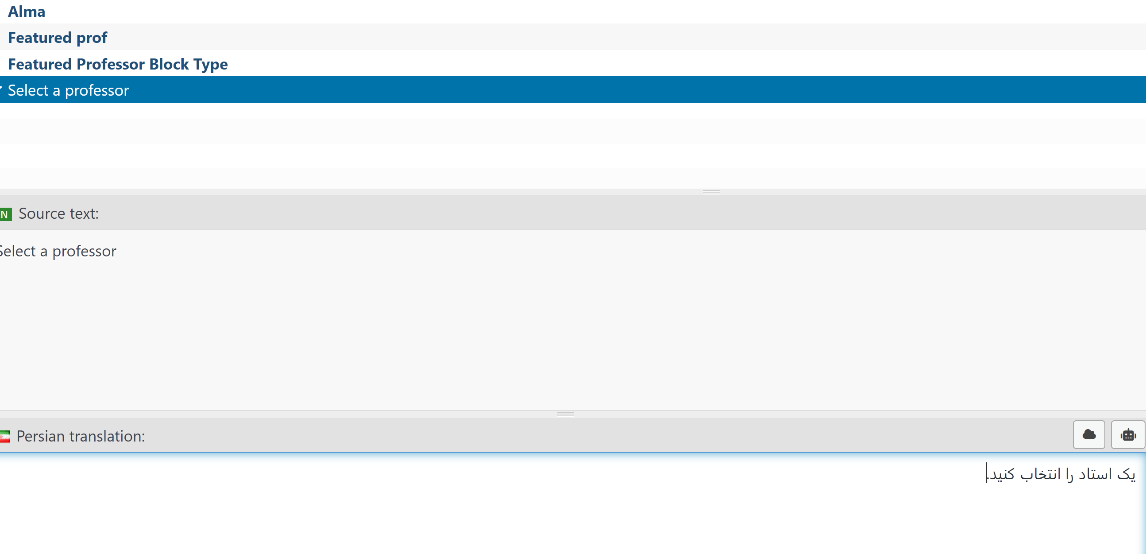 Alma
Featured prof
Featured Professor Block Type
Select a professor
N Source text:
Select a professor
Persian translation:
یک استاد را انتخاب کنید.